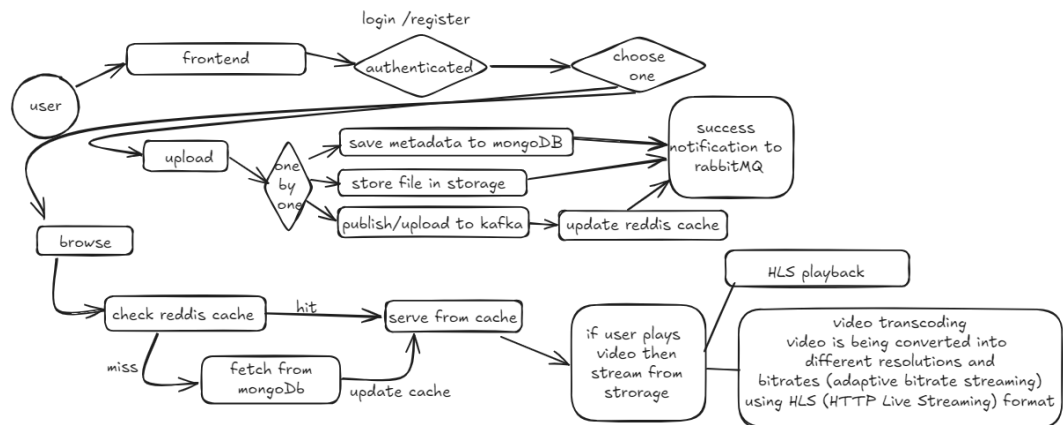 login /register
frontend
authenticated
choose
one
user
upload
one
by
one
save metadata to mongoDB
store file in storage
publish/upload to kafka
update reddis cache
success
notification to
rabbitMQ
browse
check reddis cache
hit
serve from cache
miss
fetch from
mongoDb
update cache
if user plays
video then
stream from
strorage
HLS playback
video transcoding
video is being converted into
different resolutions and
bitrates (adaptive bitrate streaming)
using HLS (HTTP Live Streaming) format